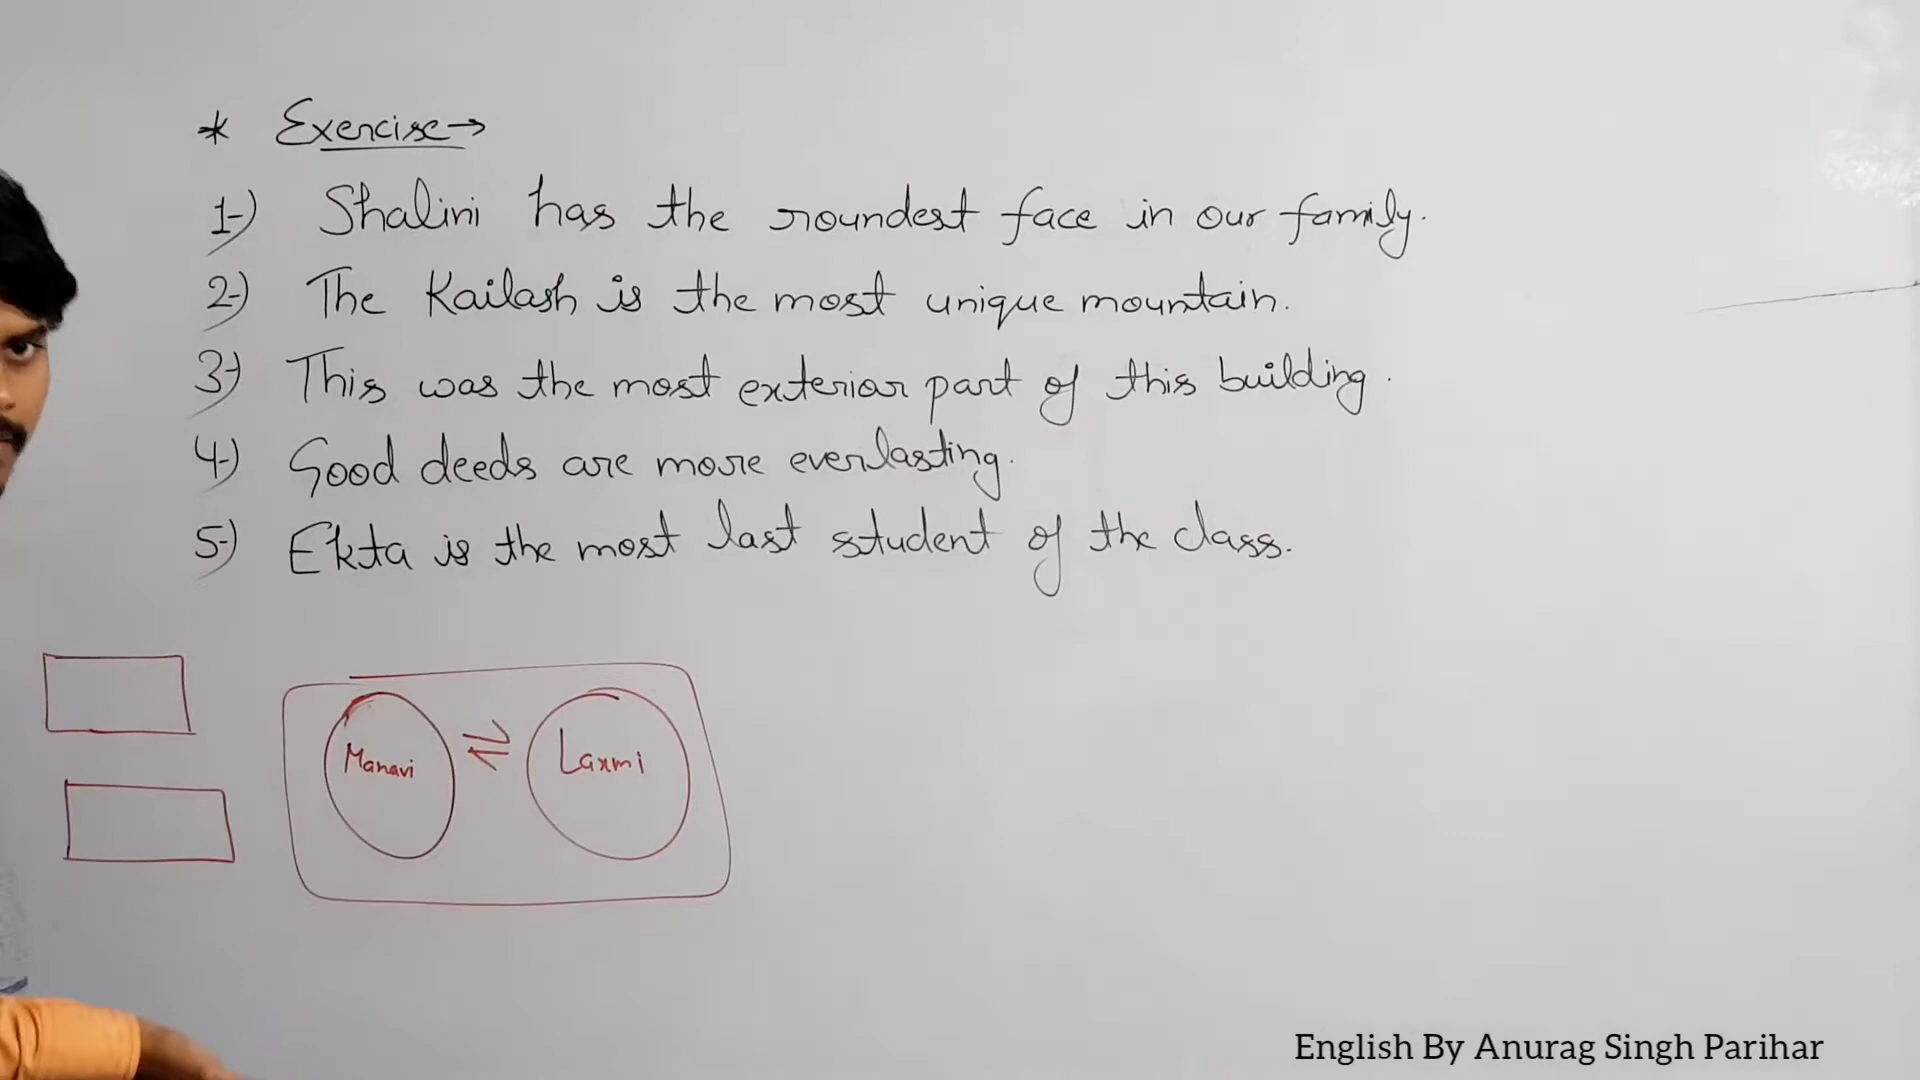 * Exercise→
1-) Shalini has the roundest face in our family.
2-) The Kailash is the most unique mountain.
3-) This was the most exterior part of this building.
4-) Good deeds are more everlasting.
5-) Ekta is the most last student of the class.
Manavi ⇌ Laxmi
English By Anurag Singh Parihar